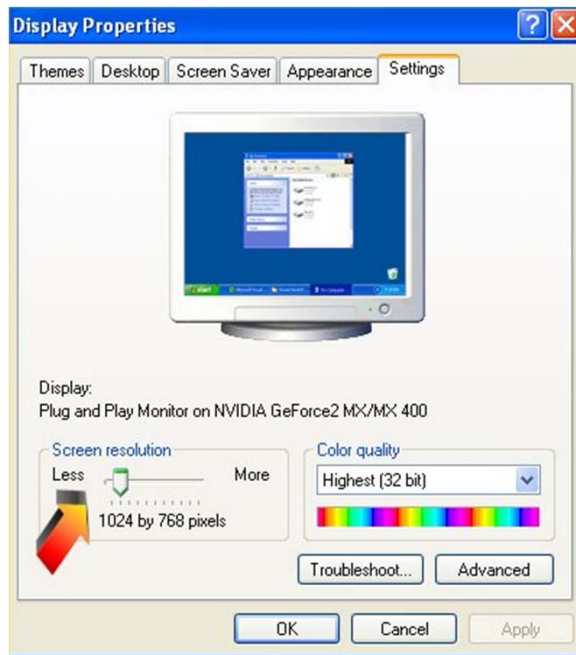 Display Properties
Themes Desktop Screen Saver Appearance Settings
start
Display:
Plug and Play Monitor on NVIDIA GeForce2 MX/MX 400
Screen resolution
Less More
1024 by 768 pixels
Color quality
Highest (32 bit)
Troubleshoot... Advanced
OK Cancel Apply